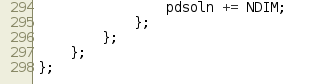 294                pdsoln += NDIM;
295            };
296        };
297    };
298 };